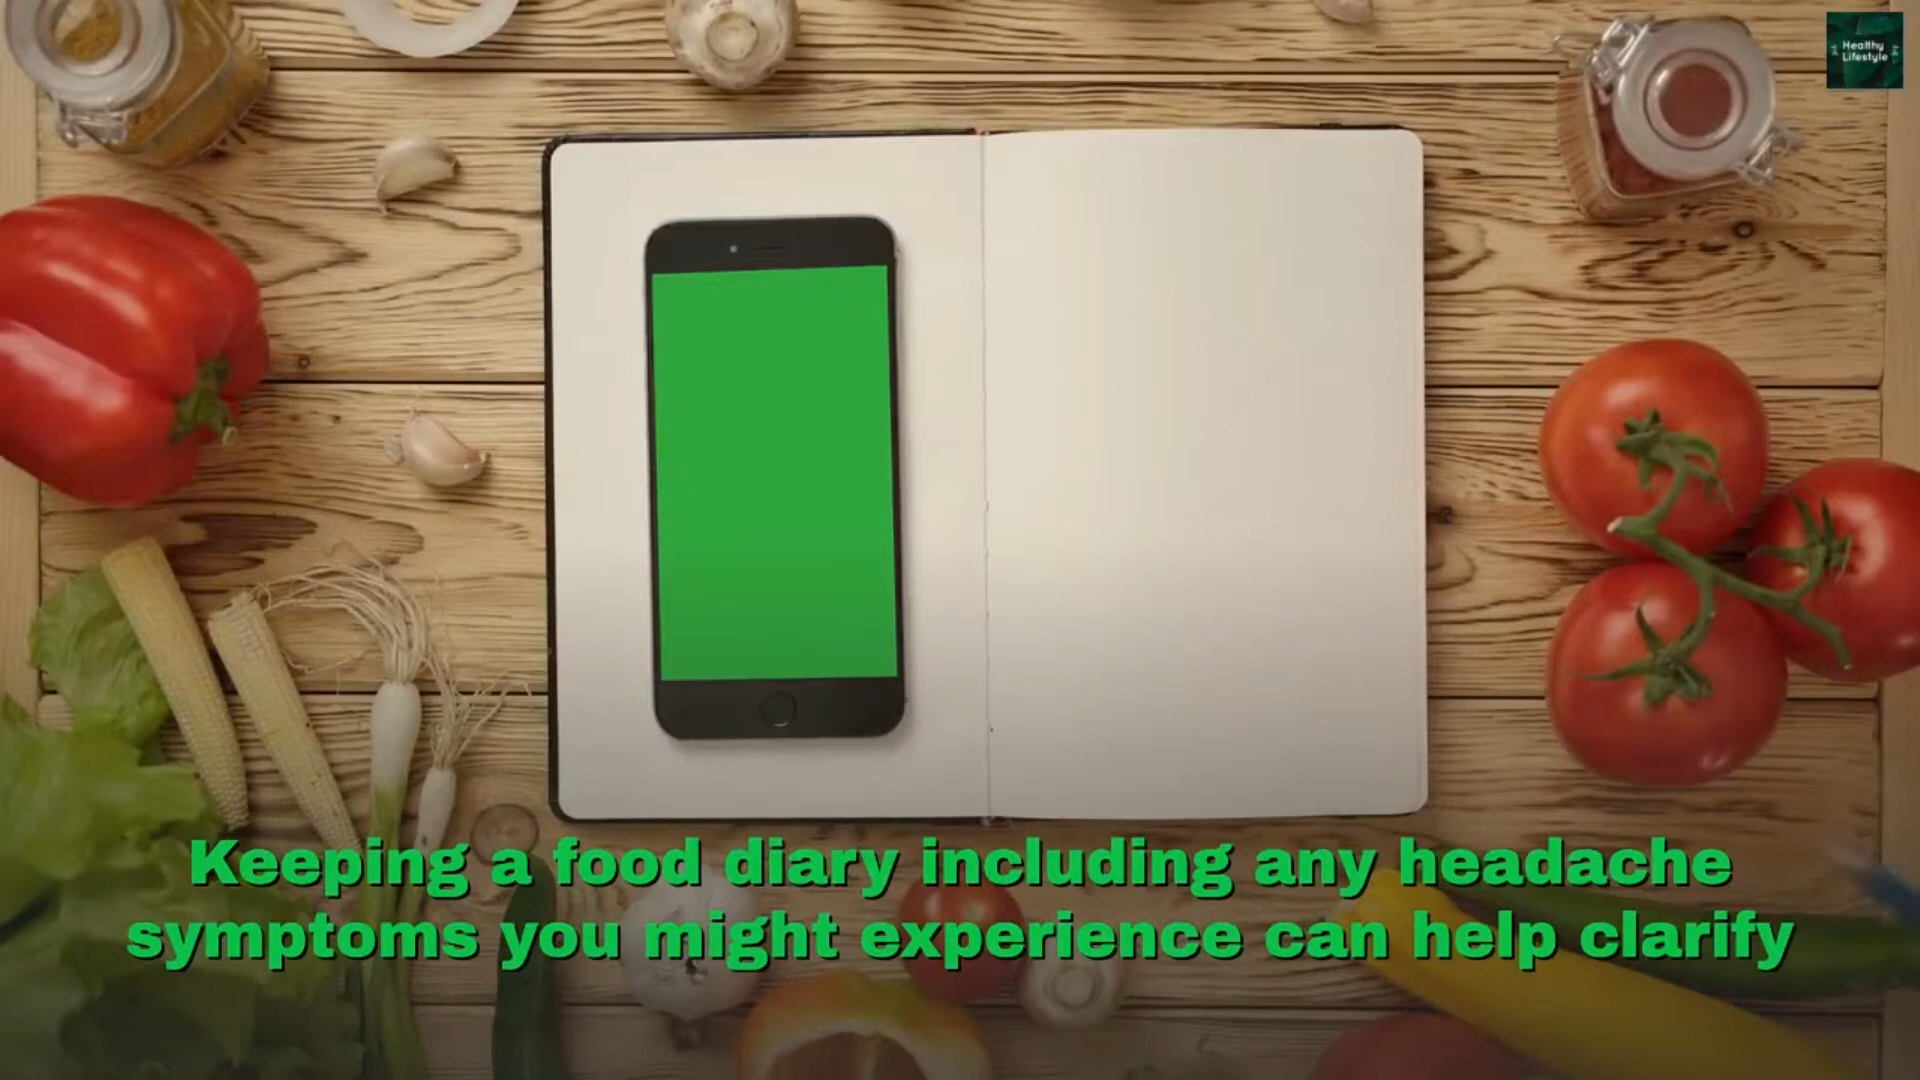 Healthy
Lifestyle
Keeping a food diary including any headache
symptoms you might experience can help clarify